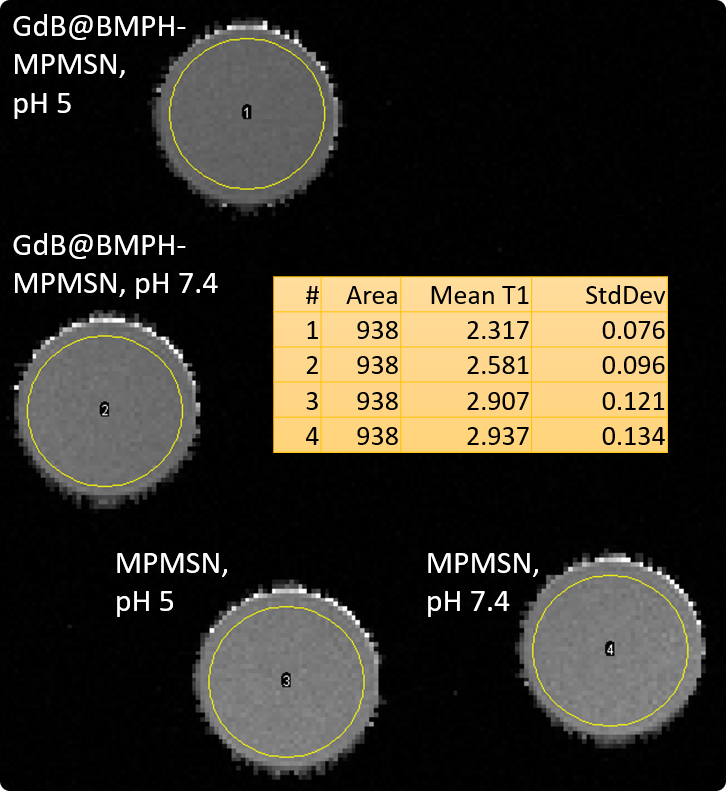 GdB@BMPH-
MPMSN,
pH 5
1
GdB@BMPH-
MPMSN, pH 7.4
2
# Area Mean T1 StdDev
1 938 2.317 0.076
2 938 2.581 0.096
3 938 2.907 0.121
4 938 2.937 0.134
MPMSN,
pH 5
3
MPMSN,
pH 7.4
4